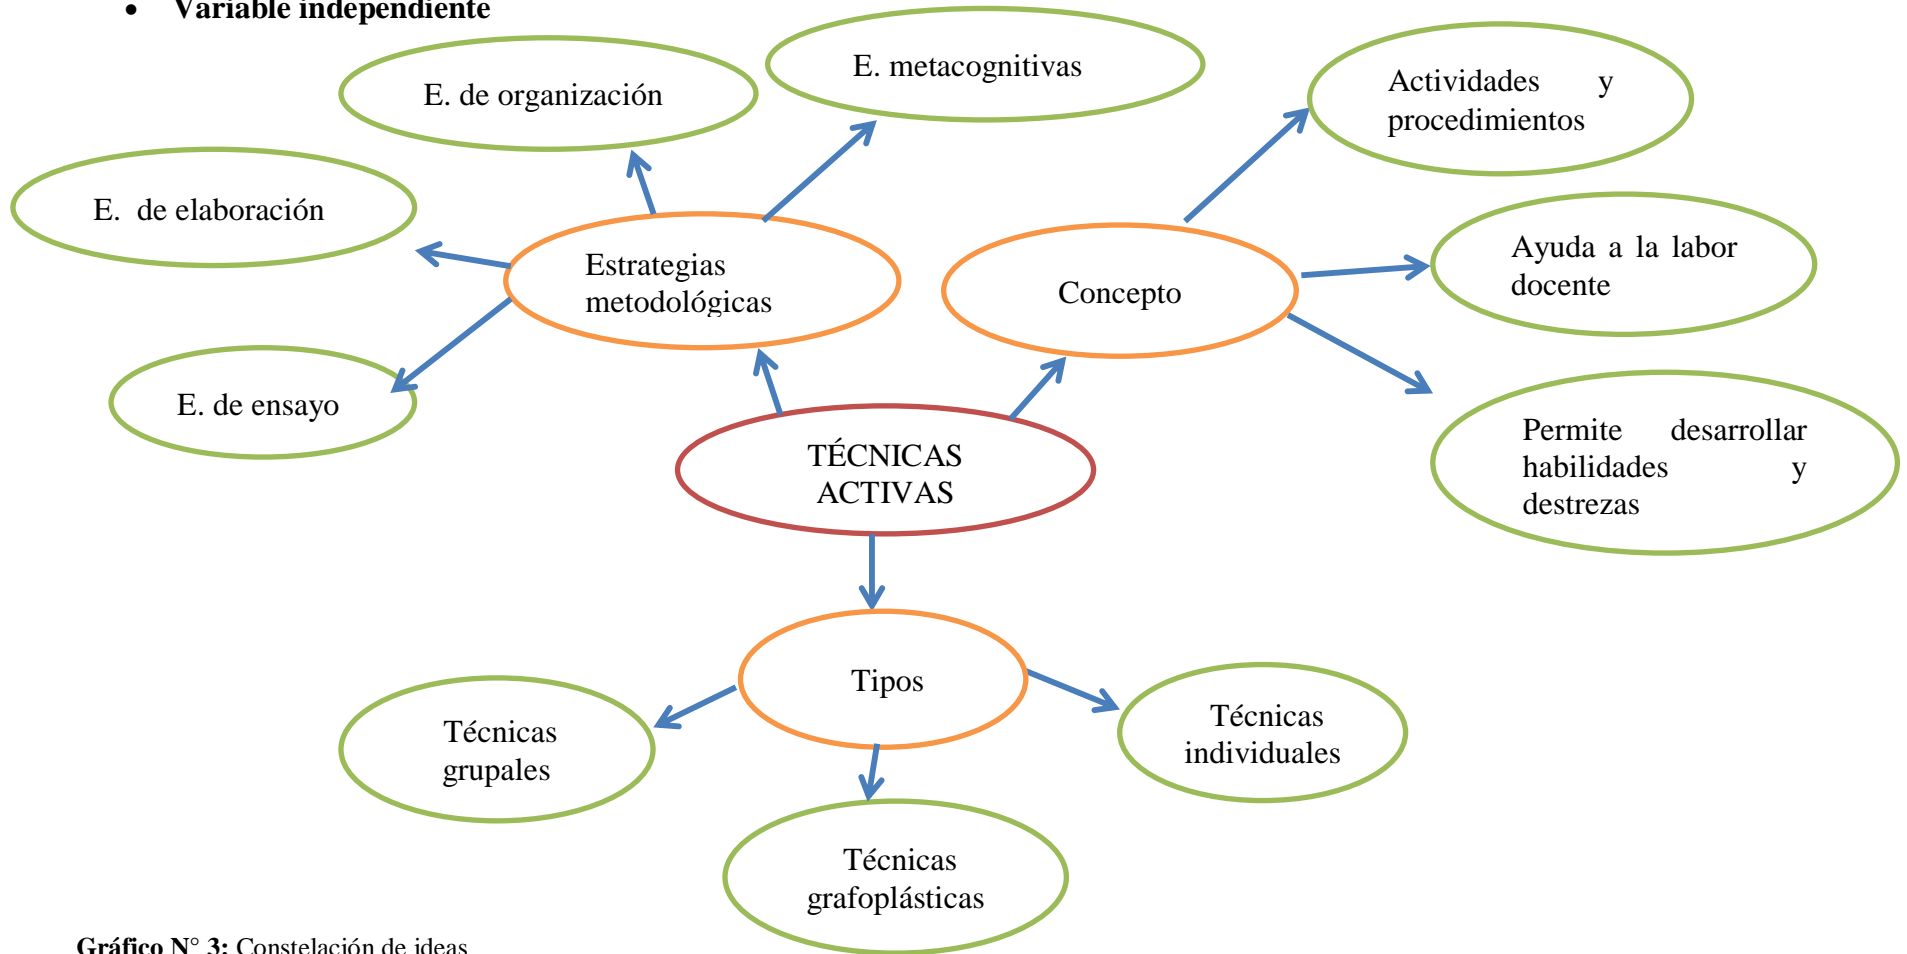 • Variable independiente
E. metacognitivas
E. de organización
Actividades y
procedimientos
E. de elaboración
Estrategias
metodológicas
Concepto
Ayuda a la labor
docente
E. de ensayo
TÉCNICAS
ACTIVAS
Permite desarrollar
habilidades y
destrezas
Tipos
Técnicas
grupales
Técnicas
individuales
Técnicas
grafoplásticas
Gráfico N° 3: Constelación de ideas